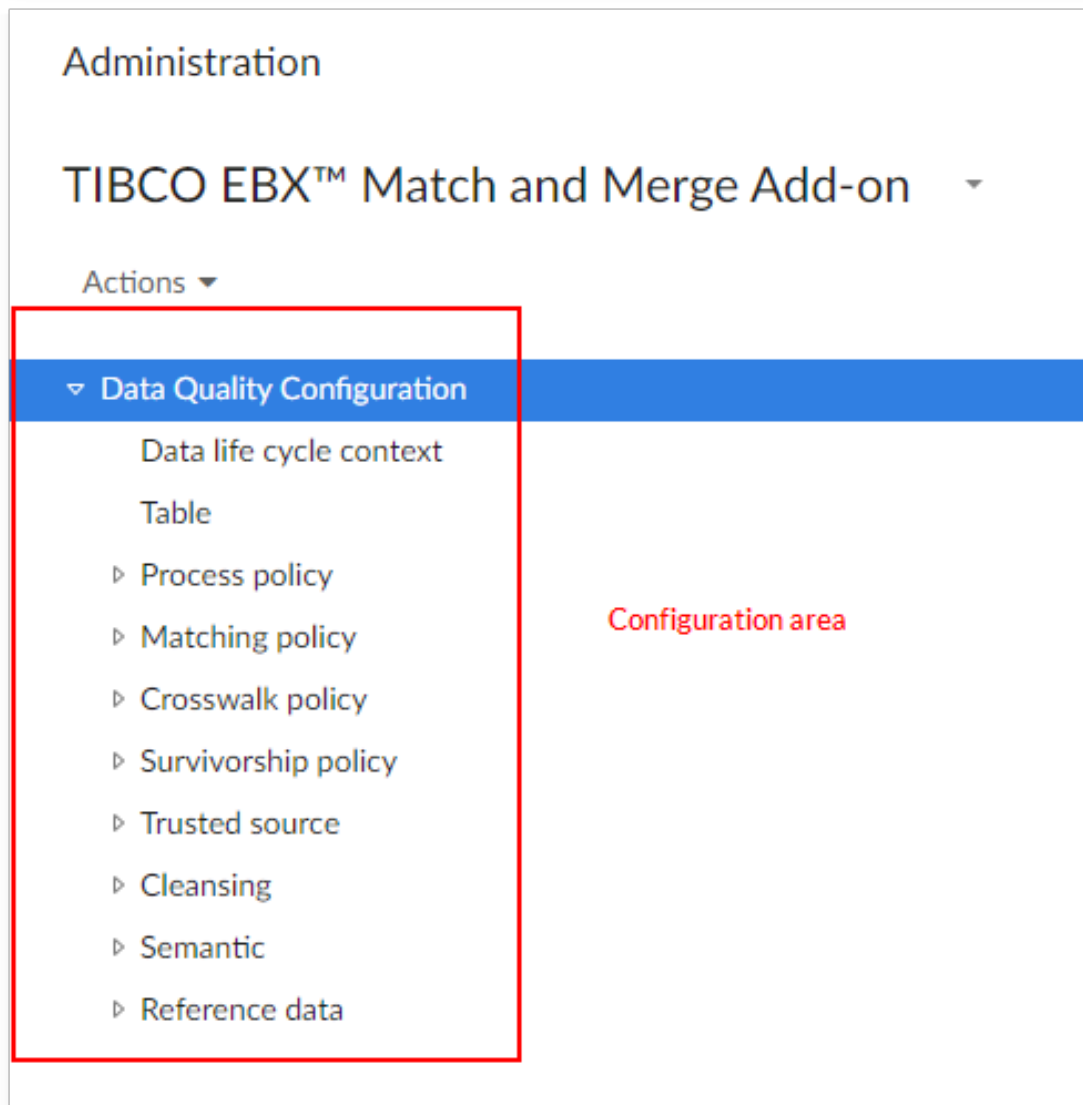 Administration
TIBCO EBX™ Match and Merge Add-on
Actions
Data Quality Configuration
Data life cycle context
Table
Process policy
Configuration area
Matching policy
Crosswalk policy
Survivorship policy
Trusted source
Cleansing
Semantic
Reference data